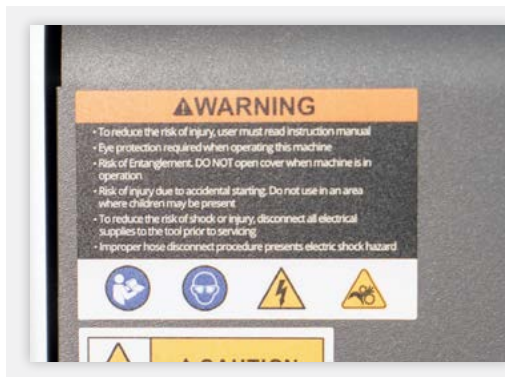 WARNING
• To reduce the risk of injury, user must read instruction manual
• Eye protection required when operating this machine
• Risk of Entanglement. DO NOT open cover when machine is in
operation
• Risk of injury due to accidental starting. Do not use in an area
where children may be present
• To reduce the risk of shock or injury, disconnect all electrical
supplies to the tool prior to servicing
• Improper hose disconnect procedure presents electric shock hazard
CAUTION